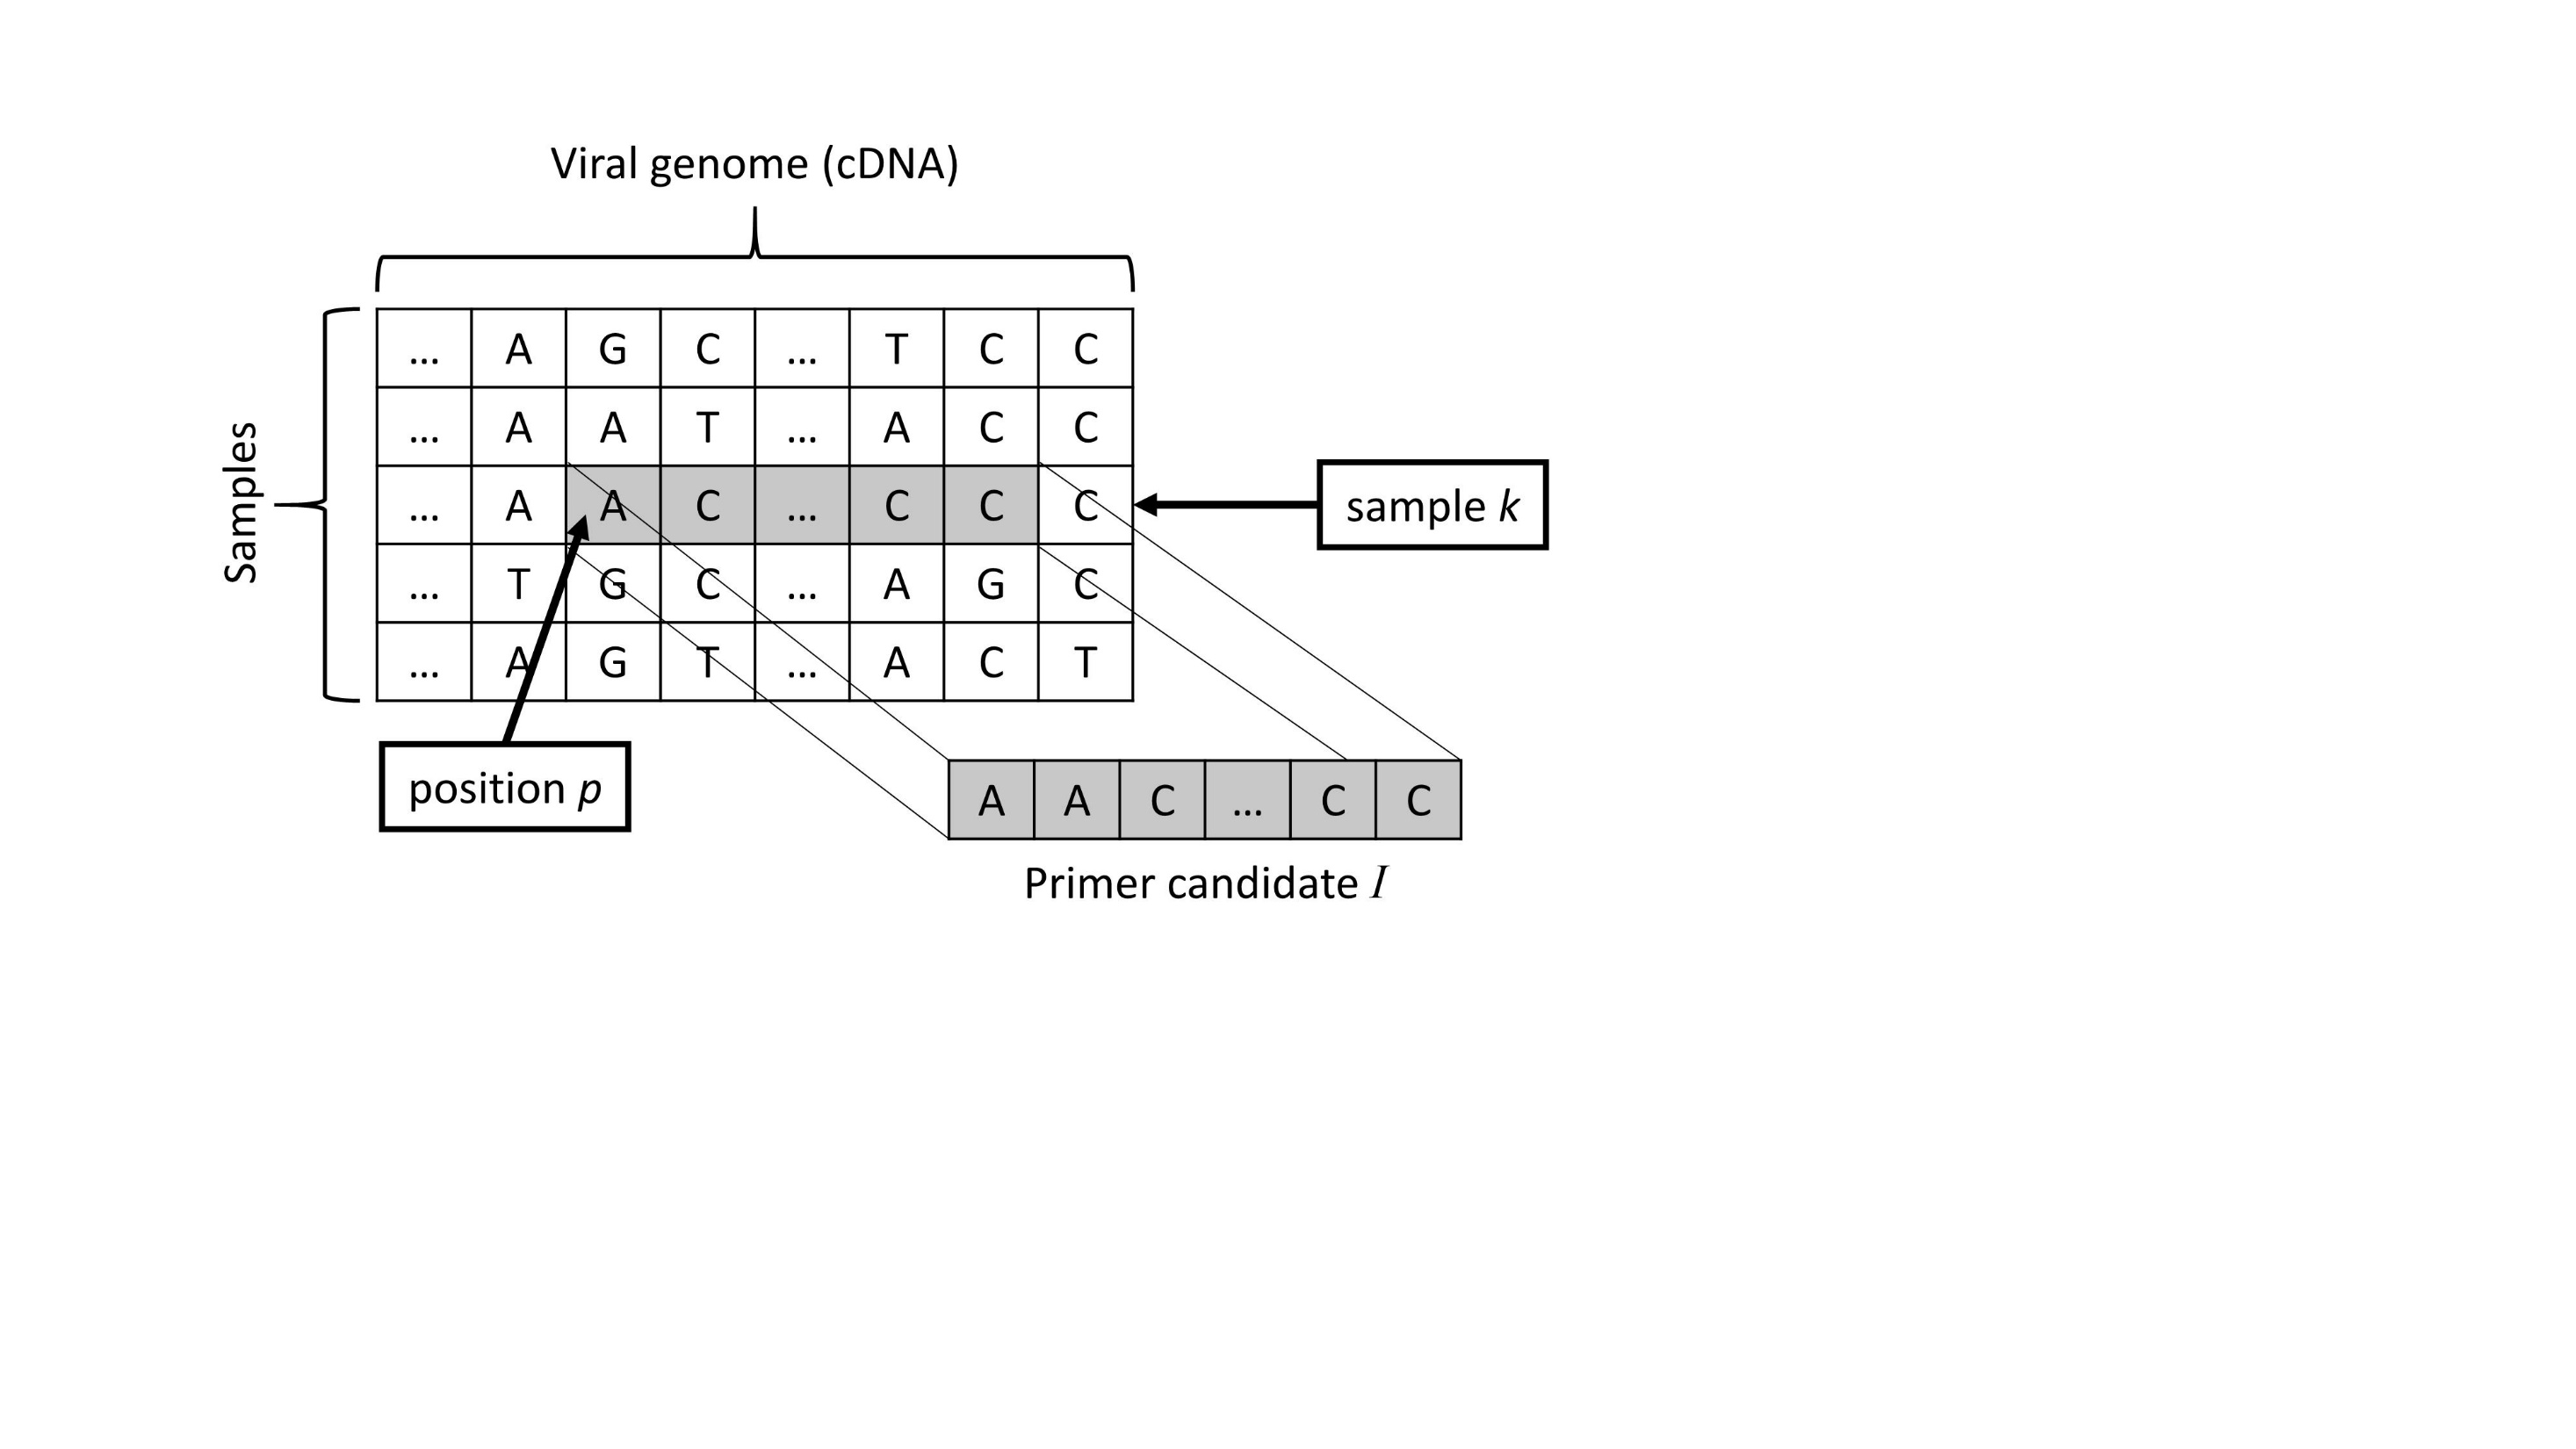 Viral genome (cDNA)
Samples
... A G C ... T C C
... A A T ... A C C
... A A C ... C C C
... T G C ... A G C
... A G T ... A C T
sample k
position p
A A C ... C C
Primer candidate I